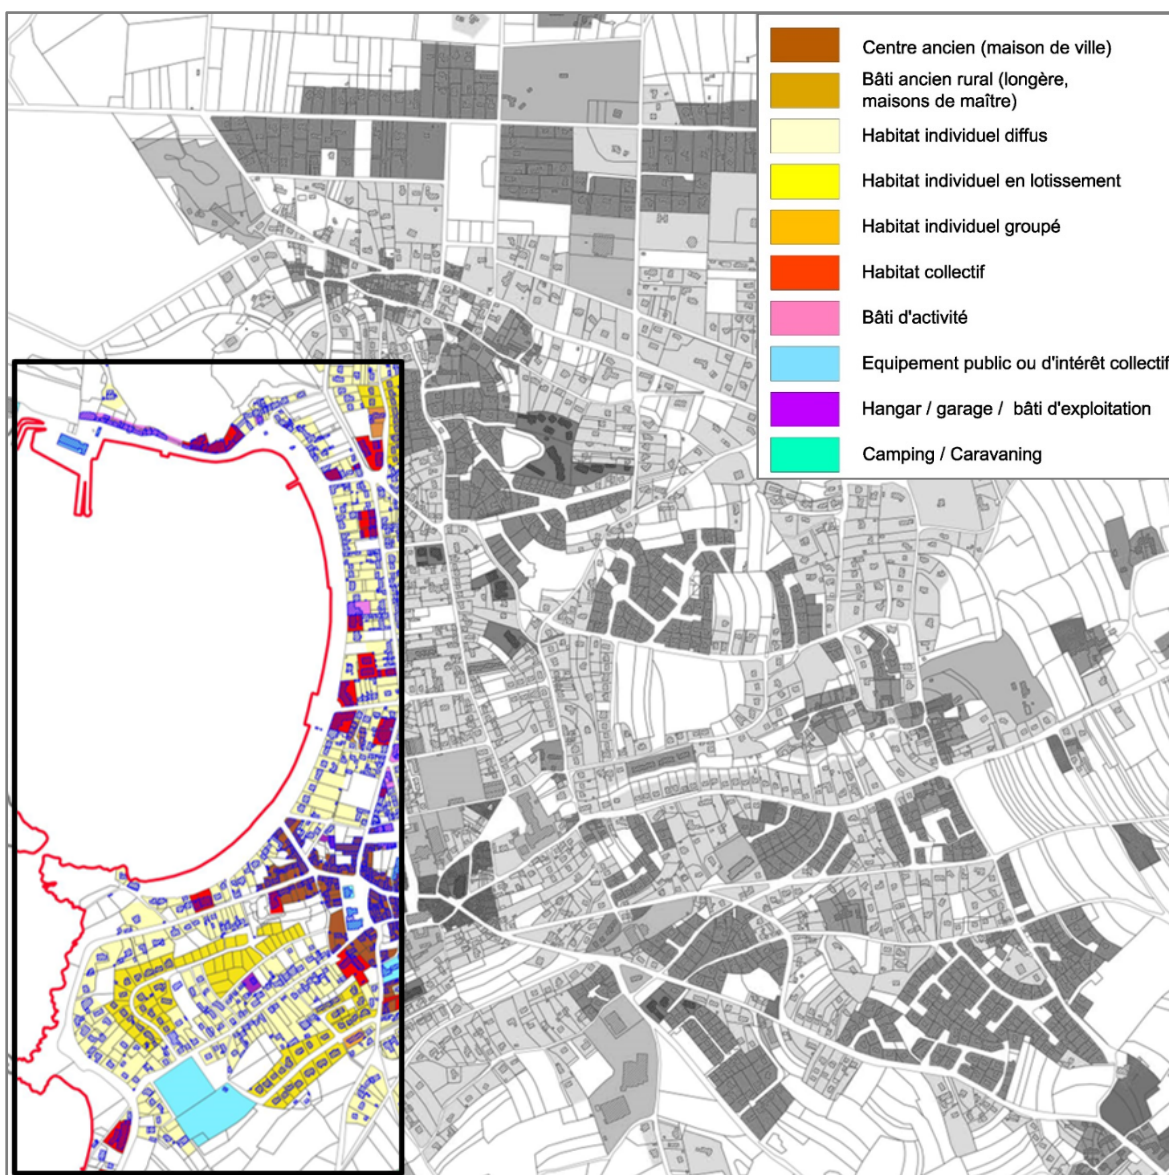 Centre ancien (maison de ville)
Bâti ancien rural (longère,
maisons de maître)
Habitat individuel diffus
Habitat individuel en lotissement
Habitat individuel groupé
Habitat collectif
Bâti d'activité
Equipement public ou d'intérêt collectif
Hangar / garage / bâti d'exploitation
Camping / Caravaning